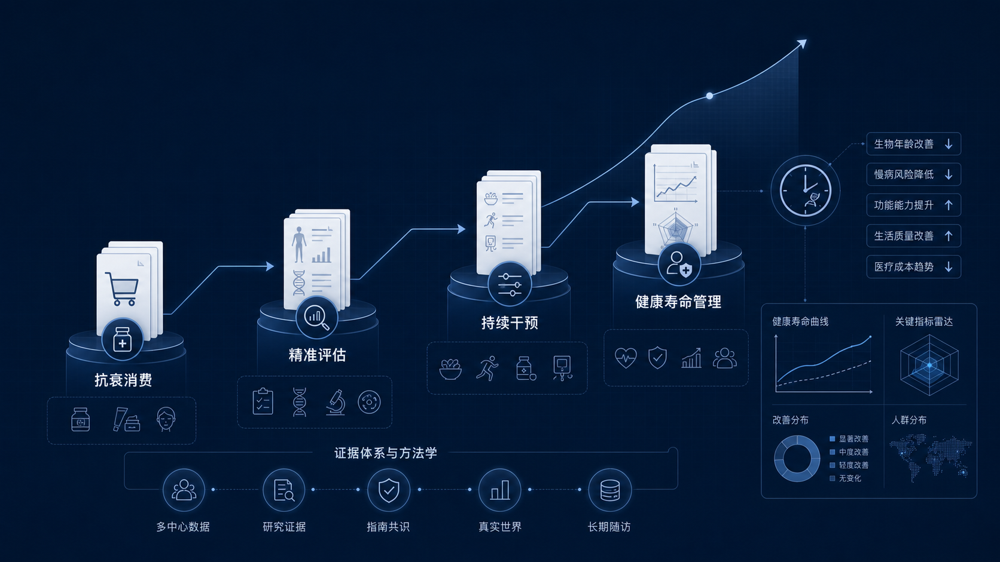 抗衰消费
精准评估
持续干预
健康寿命管理
生物年龄改善 ↓
慢病风险降低 ↓
功能能力提升 ↑
生活质量改善 ↑
医疗成本趋势 ↓
健康寿命曲线
关键指标雷达
改善分布
显著改善
中度改善
轻度改善
无变化
人群分布
证据体系与方法学
多中心数据
研究证据
指南共识
真实世界
长期随访